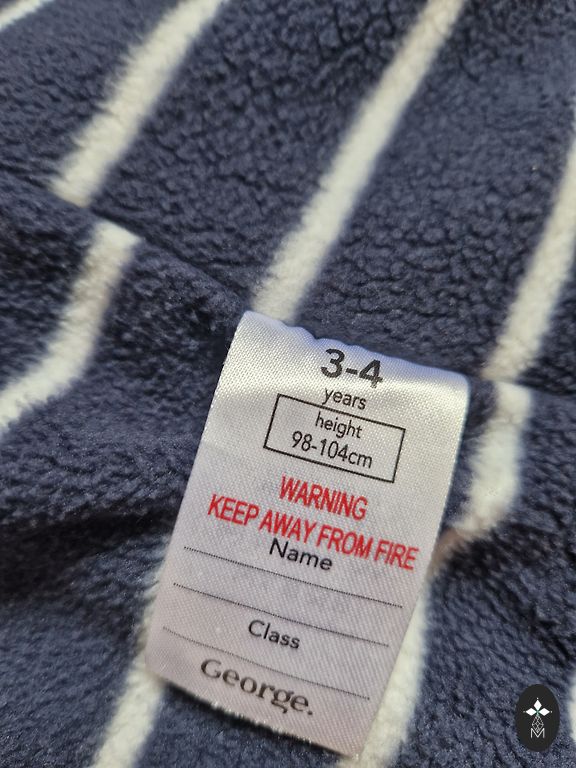 3-4
years
height
98-104cm
WARNING
KEEP AWAY FROM FIRE
Name
Class
George.
M